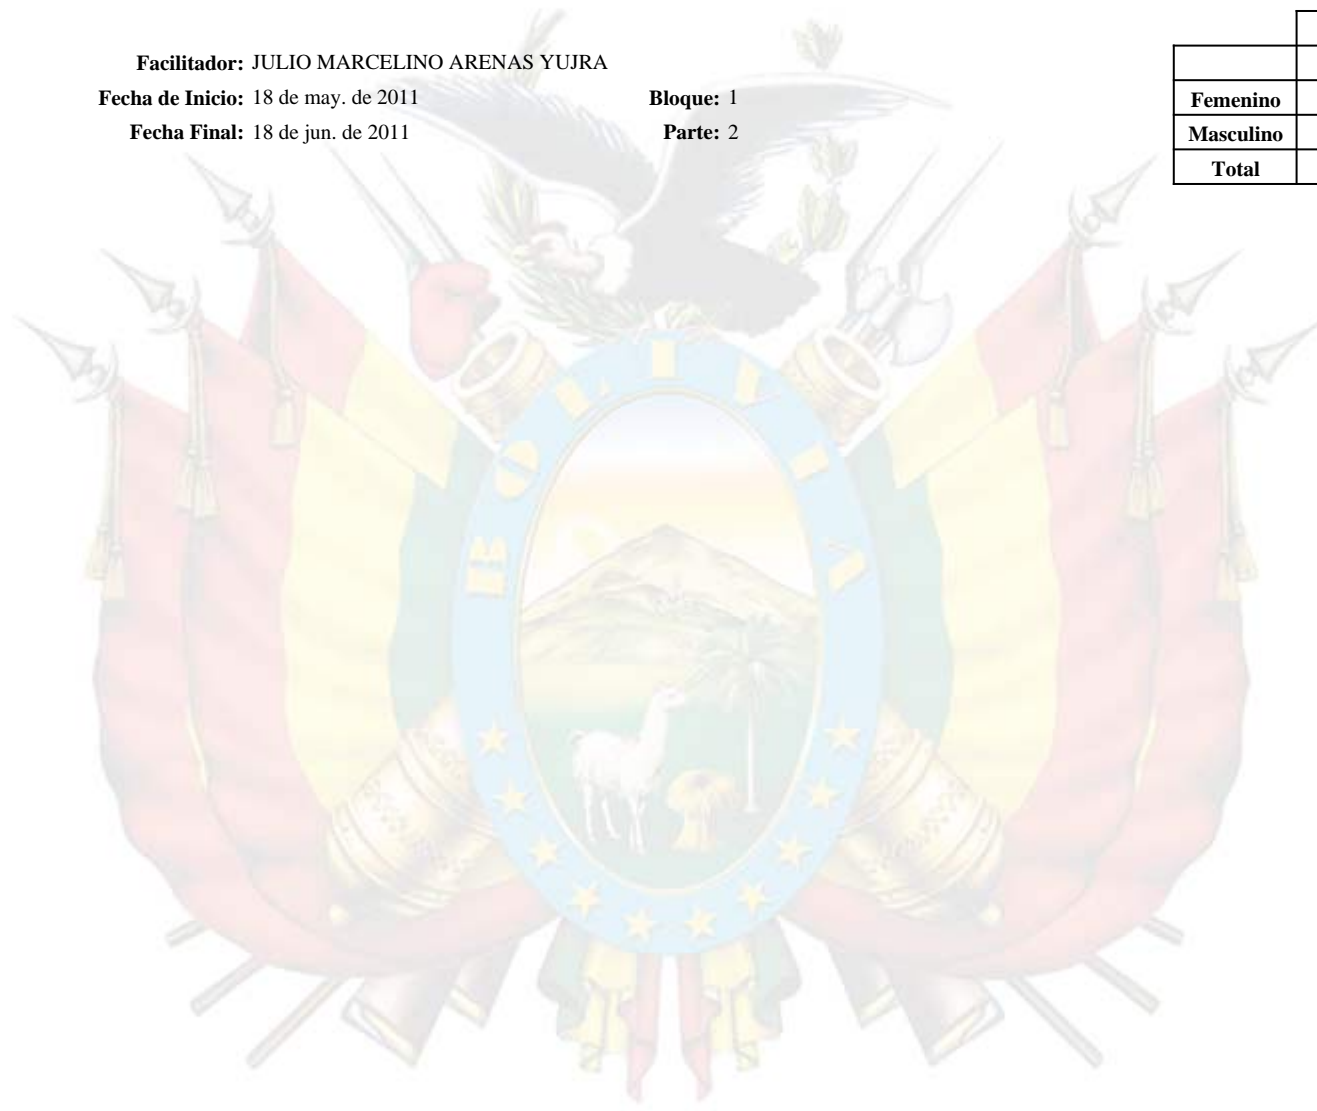 Facilitador: JULIO MARCELINO ARENAS YUJRA
Fecha de Inicio: 18 de may. de 2011 Bloque: 1
Fecha Final: 18 de jun. de 2011 Parte: 2
Femenino
Masculino
Total
BOLIVIA